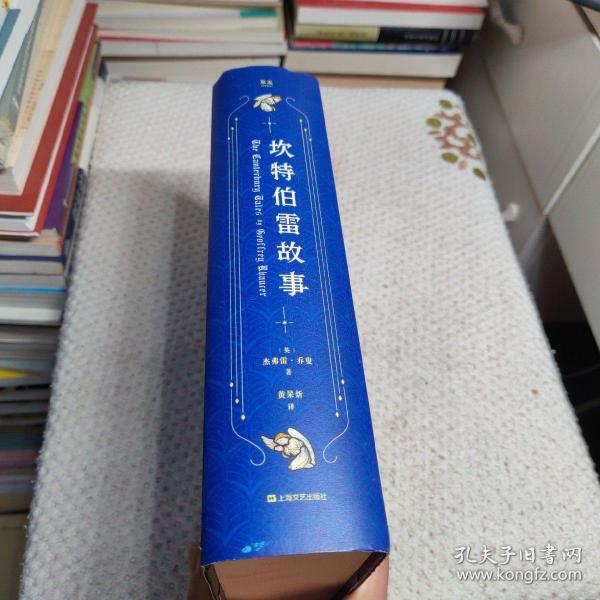 坎特伯雷故事
The Canterbury Tales by Geoffrey Chaucer
（英）
杰弗雷·乔叟
著
黄杲炘
译
上海文艺出版社
孔夫子旧书网
www.kongfz.com